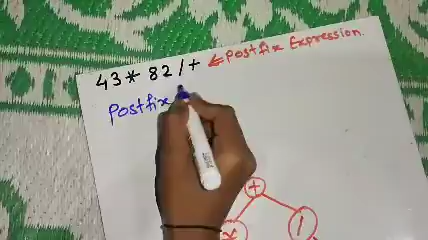 43* 82/+ ← Postfix Expression.
Postfix
+
* /